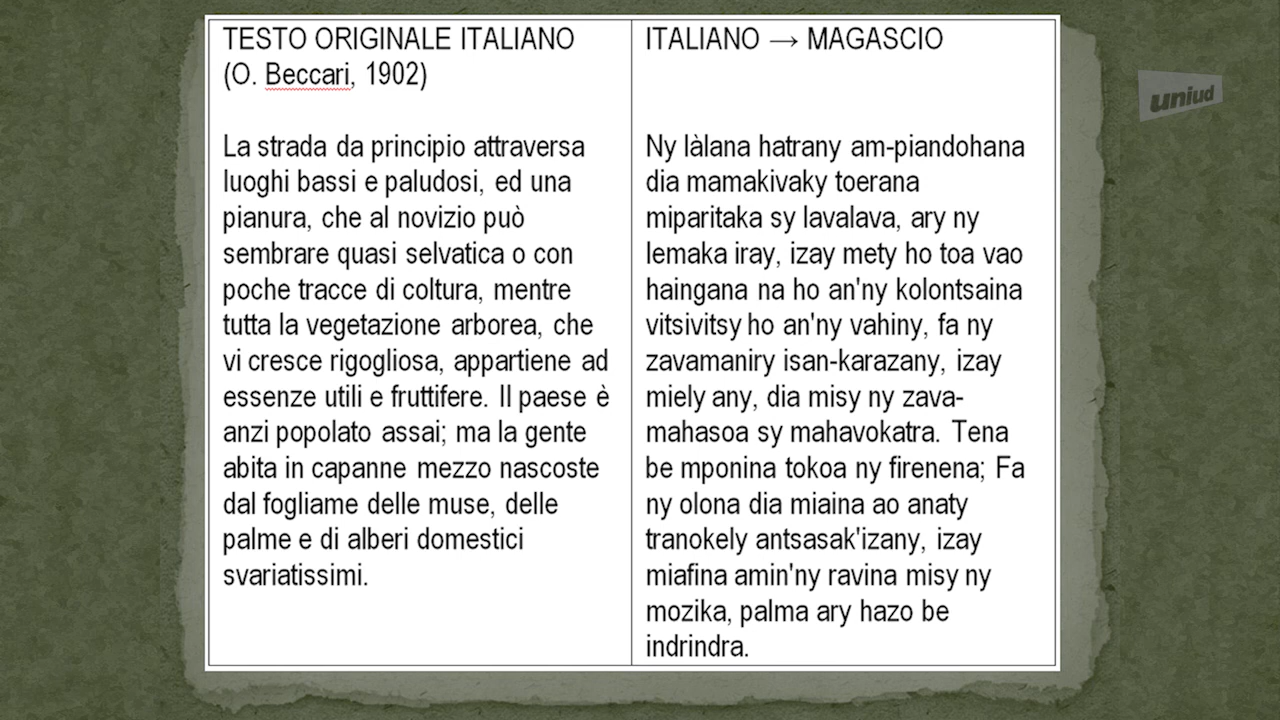 TESTO ORIGINALE ITALIANO
(O. Beccari, 1902)
La strada da principio attraversa
luoghi bassi e paludosi, ed una
pianura, che al novizio può
sembrare quasi selvatica o con
poche tracce di coltura, mentre
tutta la vegetazione arborea, che
vi cresce rigogliosa, appartiene ad
essenze utili e fruttifere. Il paese è
anzi popolato assai; ma la gente
abita in capanne mezzo nascoste
dal fogliame delle muse, delle
palme e di alberi domestici
svariatissimi.
ITALIANO → MAGASCIO
Ny làlana hatrany am-piandohana
dia mamakivaky toerana
miparitaka sy lavalava, ary ny
lemaka iray, izay mety ho toa vao
haingana na ho an'ny kolontsaina
vitsivitsy ho an'ny vahiny, fa ny
zavamaniry isan-karazany, izay
miely any, dia misy ny zava-
mahasoa sy mahavokatra. Tena
be mponina tokoa ny firenena; Fa
ny olona dia miaina ao anaty
tranokely antsasak'izany, izay
miafina amin'ny ravina misy ny
mozika, palma ary hazo be
indrindra.
uniud